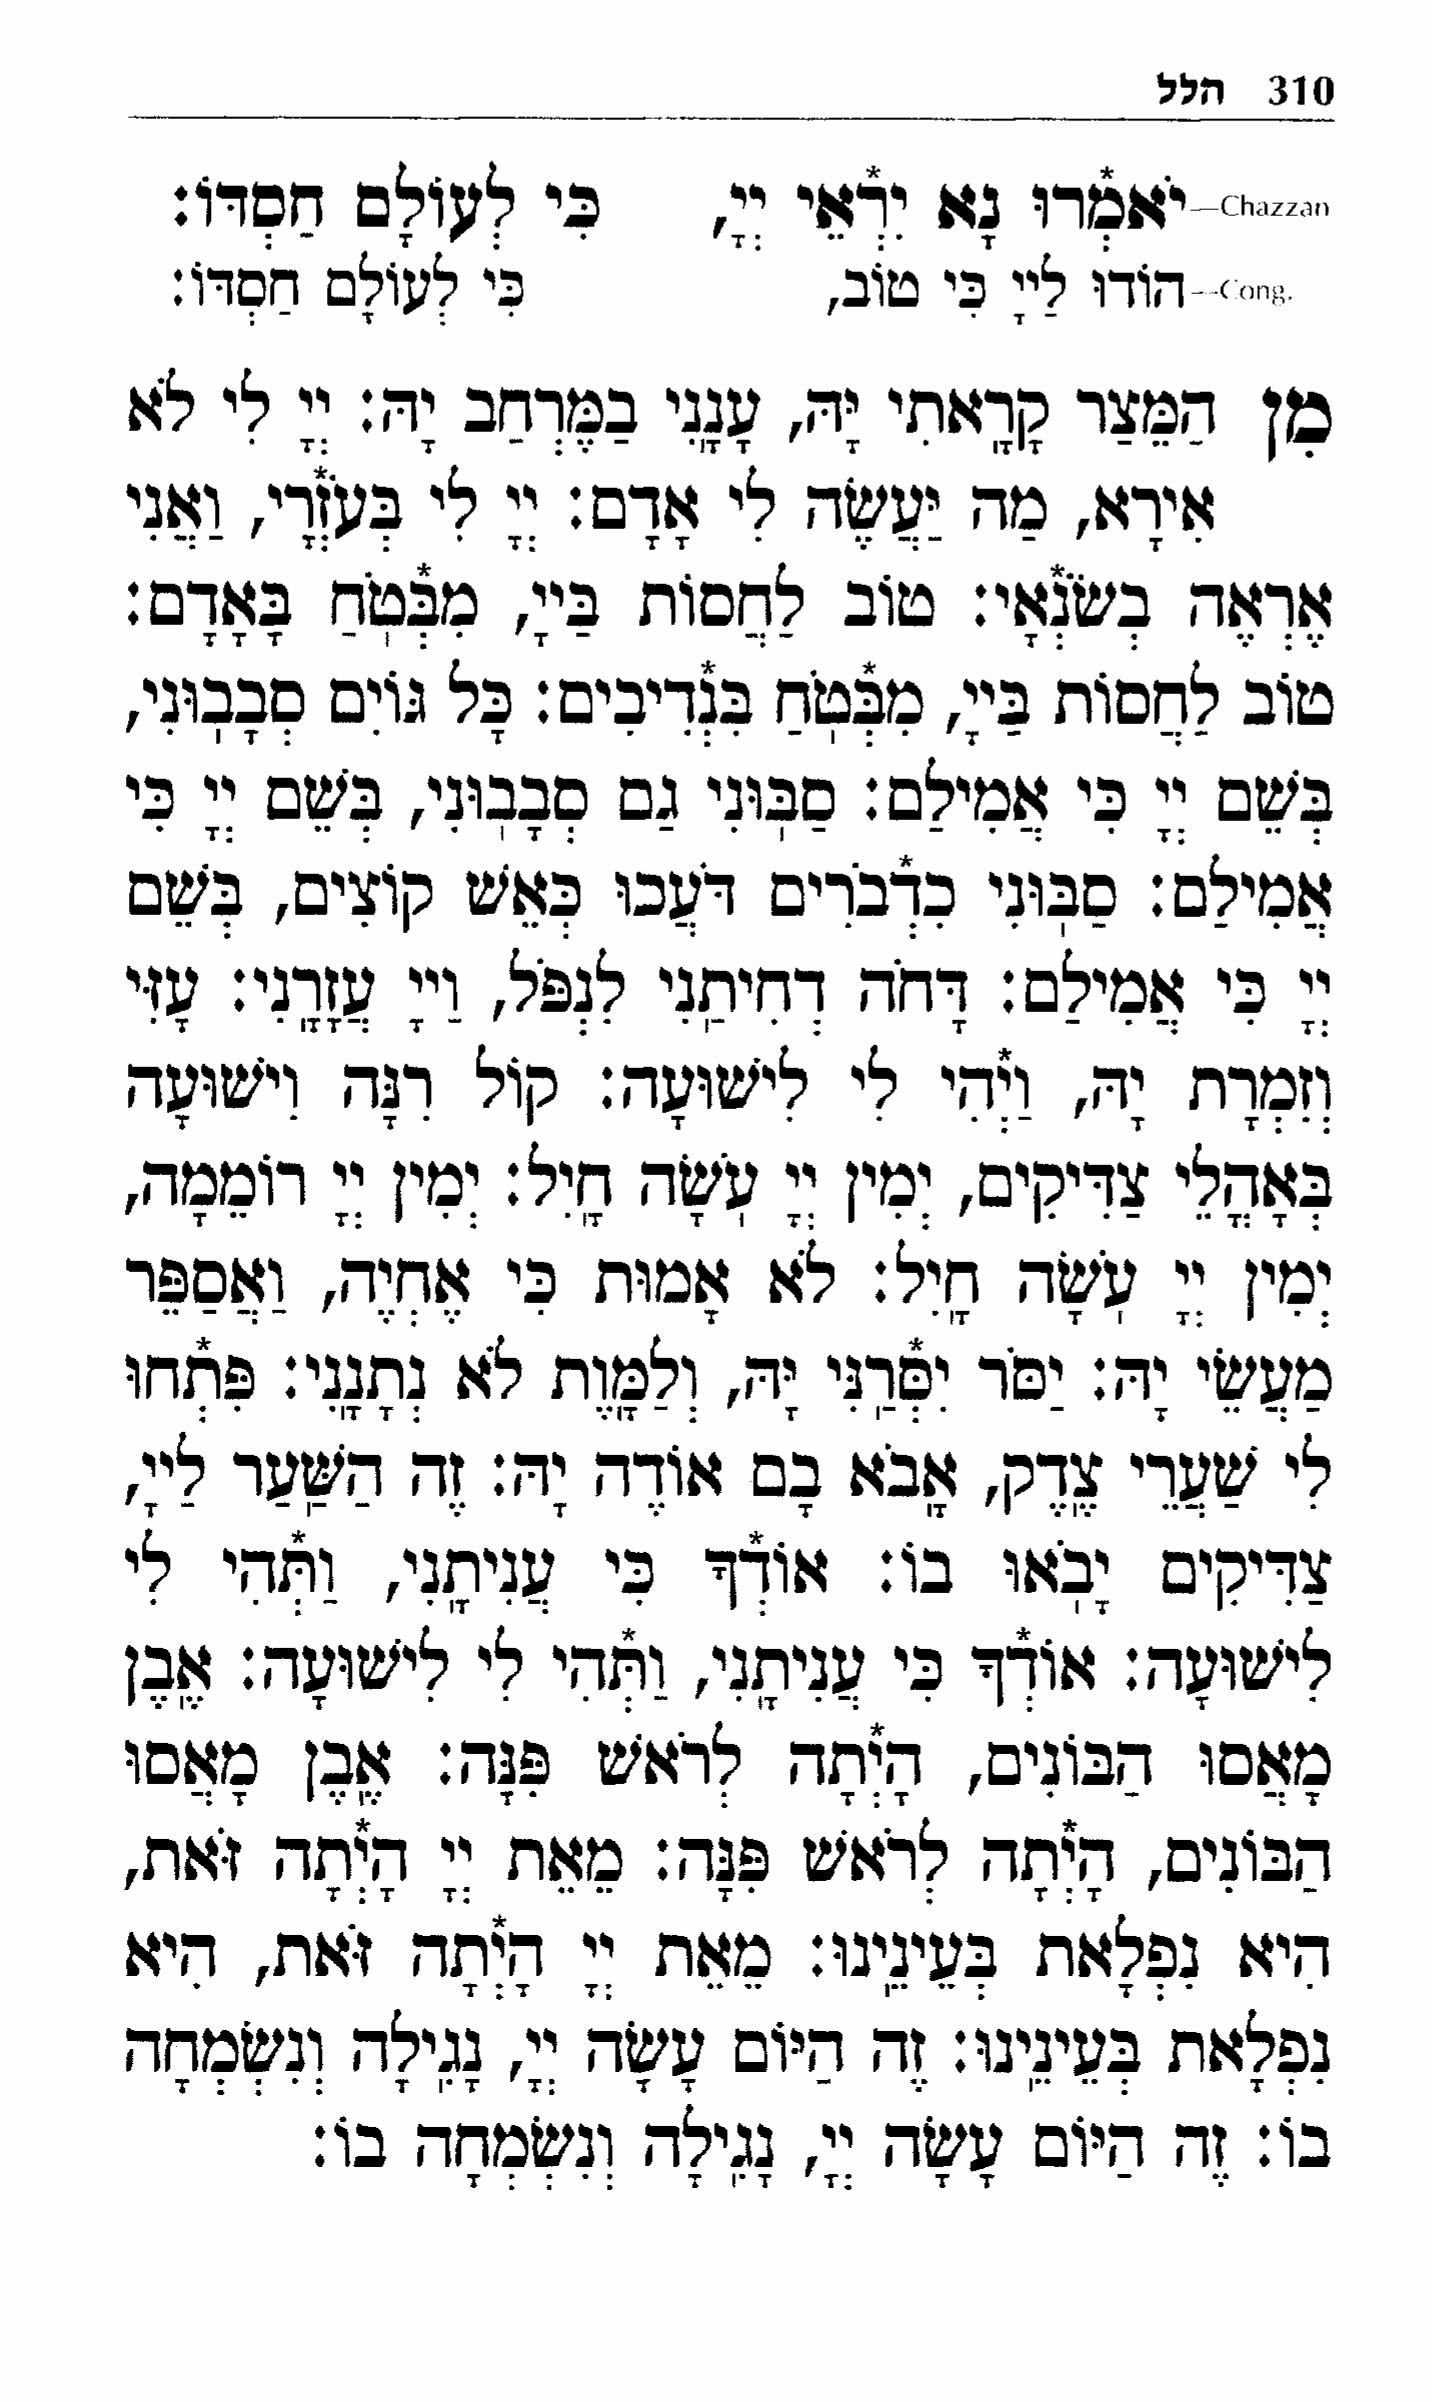 310 הלל
Chazzan—יֹאמְרוּ נָא יִרְאֵי יְיָ, כִּי לְעוֹלָם חַסְדּוֹ:
Cong.—הוֹדוּ לַיְיָ כִּי טוֹב, כִּי לְעוֹלָם חַסְדּוֹ:
מִן הַמֵּצַר קָרָאתִי יָּהּ, עָנָנִי בַמֶּרְחַב יָהּ: יְיָ לִי לֹא
אִירָא, מַה יַּעֲשֶׂה לִי אָדָם: יְיָ לִי בְּעֹזְרָי, וַאֲנִי
אֶרְאֶה בְשֹׂנְאָי: טוֹב לַחֲסוֹת בַּייָ, מִבְּטֹחַ בָּאָדָם:
טוֹב לַחֲסוֹת בַּייָ, מִבְּטֹחַ בִּנְדִיבִים: כָּל גּוֹיִם סְבָבוּנִי,
בְּשֵׁם יְיָ כִּי אֲמִילַם: סַבּוּנִי גַם סְבָבוּנִי, בְּשֵׁם יְיָ כִּי
אֲמִילַם: סַבּוּנִי כִדְבֹרִים דֹּעֲכוּ כְּאֵשׁ קוֹצִים, בְּשֵׁם
יְיָ כִּי אֲמִילַם: דָּחֹה דְחִיתַנִי לִנְפֹּל, וַייָ עֲזָרָנִי: עָזִּי
וְזִמְרָת יָהּ, וַיְהִי לִי לִישׁוּעָה: קוֹל רִנָּה וִישׁוּעָה
בְּאָהֳלֵי צַדִּיקִים, יְמִין יְיָ עֹשָׂה חָיִל: יְמִין יְיָ רוֹמֵמָה,
יְמִין יְיָ עֹשָׂה חָיִל: לֹא אָמוּת כִּי אֶחְיֶה, וַאֲסַפֵּר
מַעֲשֵׂי יָהּ: יַסֹּר יִסְּרַנִּי יָּהּ, וְלַמָּוֶת לֹא נְתָנָנִי: פִּתְחוּ
לִי שַׁעֲרֵי צֶדֶק, אָבֹא בָם אוֹדֶה יָהּ: זֶה הַשַּׁעַר לַייָ,
צַדִּיקִים יָבֹאוּ בוֹ: אוֹדְךָ כִּי עֲנִיתָנִי, וַתְּהִי לִי
לִישׁוּעָה: אוֹדְךָ כִּי עֲנִיתָנִי, וַתְּהִי לִי לִישׁוּעָה: אֶבֶן
מָאֲסוּ הַבּוֹנִים, הָיְתָה לְרֹאשׁ פִּנָּה: אֶבֶן מָאֲסוּ
הַבּוֹנִים, הָיְתָה לְרֹאשׁ פִּנָּה: מֵאֵת יְיָ הָיְתָה זֹּאת,
הִיא נִפְלָאת בְּעֵינֵינוּ: מֵאֵת יְיָ הָיְתָה זֹּאת, הִיא
נִפְלָאת בְּעֵינֵינוּ: זֶה הַיּוֹם עָשָׂה יְיָ, נָגִילָה וְנִשְׂמְחָה
בוֹ: זֶה הַיּוֹם עָשָׂה יְיָ, נָגִילָה וְנִשְׂמְחָה בוֹ: